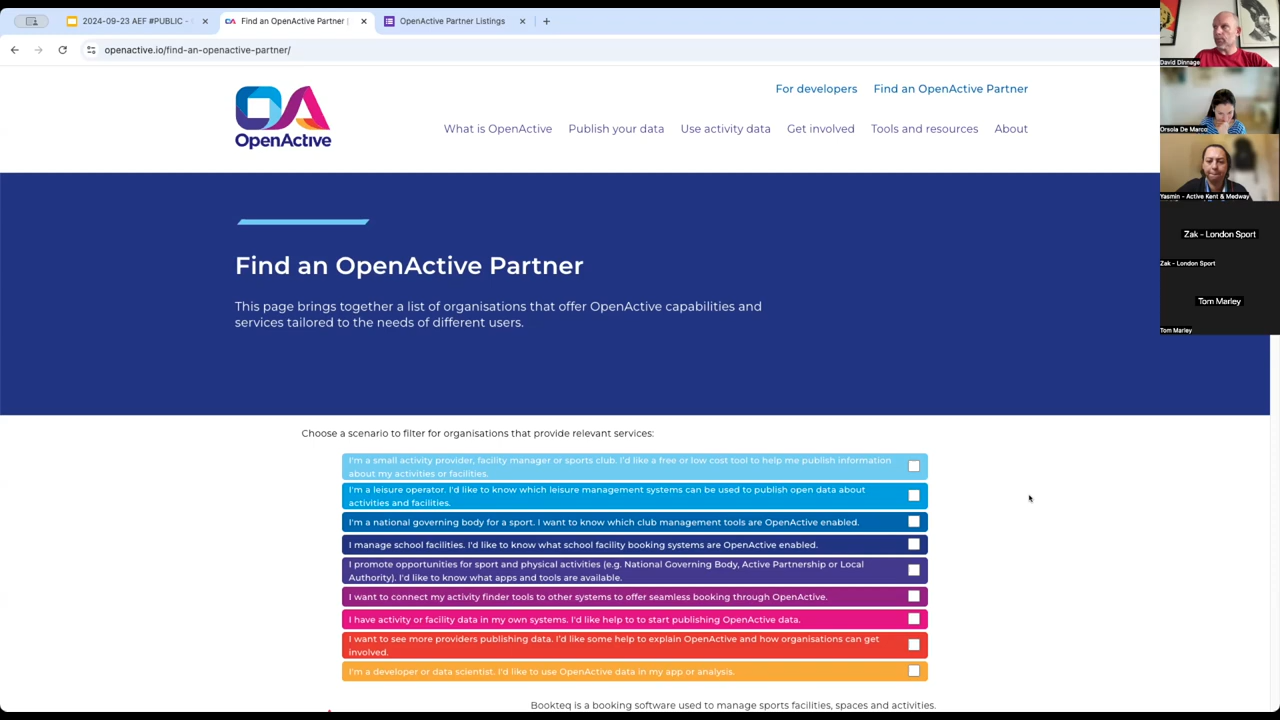 2024-09-23 AEF #PUBLIC -
Find an OpenActive Partner |
OpenActive Partner Listings
openactive.io/find-an-openactive-partner/
OpenActive
For developers
Find an OpenActive Partner
What is OpenActive
Publish your data
Use activity data
Get involved
Tools and resources
About
Find an OpenActive Partner
This page brings together a list of organisations that offer OpenActive capabilities and
services tailored to the needs of different users.
Choose a scenario to filter for organisations that provide relevant services:
I'm a small activity provider, facility manager or sports club. I'd like a free or low cost tool to help me publish information
about my activities or facilities.
I'm a leisure operator. I'd like to know which leisure management systems can be used to publish open data about
activities and facilities.
I'm a national governing body for a sport. I want to know which club management tools are OpenActive enabled.
I manage school facilities. I'd like to know what school facility booking systems are OpenActive enabled.
I promote opportunities for sport and physical activities (e.g. National Governing Body, Active Partnership or Local
Authority). I'd like to know what apps and tools are available.
I want to connect my activity finder tools to other systems to offer seamless booking through OpenActive.
I have activity or facility data in my own systems. I'd like help to to start publishing OpenActive data.
I want to see more providers publishing data. I'd like some help to explain OpenActive and how organisations can get
involved.
I'm a developer or data scientist. I'd like to use OpenActive data in my app or analysis.
Bookteq is a booking software used to manage sports facilities, spaces and activities.
David Dinnage
Orsola De Marco
Yasmin - Active Kent & Medway
Zak - London Sport
Zak - London Sport
Tom Marley
Tom Marley